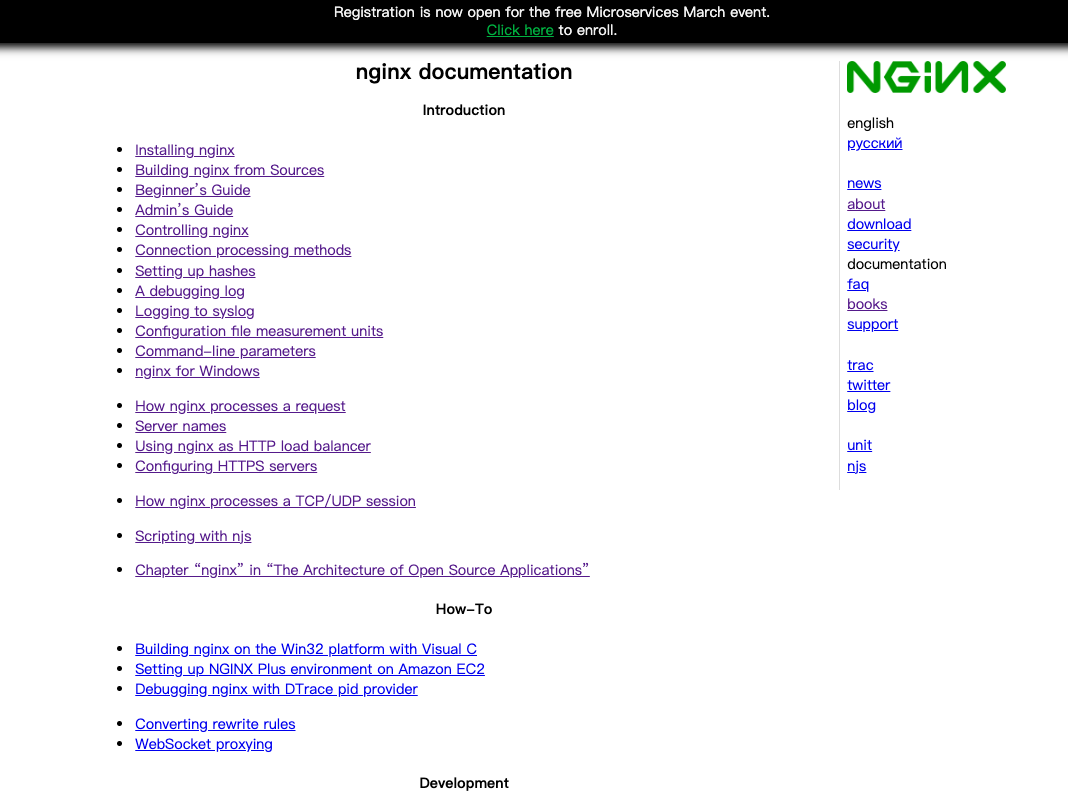 Registration is now open for the free Microservices March event.
Click here to enroll.
nginx documentation
Introduction
Installing nginx
Building nginx from Sources
Beginner’s Guide
Admin’s Guide
Controlling nginx
Connection processing methods
Setting up hashes
A debugging log
Logging to syslog
Configuration file measurement units
Command-line parameters
nginx for Windows
How nginx processes a request
Server names
Using nginx as HTTP load balancer
Configuring HTTPS servers
How nginx processes a TCP/UDP session
Scripting with njs
Chapter “nginx” in “The Architecture of Open Source Applications”
How-To
Building nginx on the Win32 platform with Visual C
Setting up NGINX Plus environment on Amazon EC2
Debugging nginx with DTrace pid provider
Converting rewrite rules
WebSocket proxying
Development
NGINX
english
русский
news
about
download
security
documentation
faq
books
support
trac
twitter
blog
unit
njs